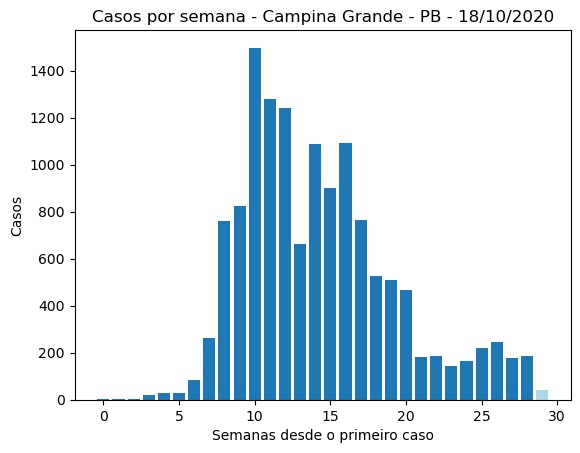 Casos por semana - Campina Grande - PB - 18/10/2020
1400
1200
1000
800
600
400
200
0
Casos
0 5 10 15 20 25 30
Semanas desde o primeiro caso